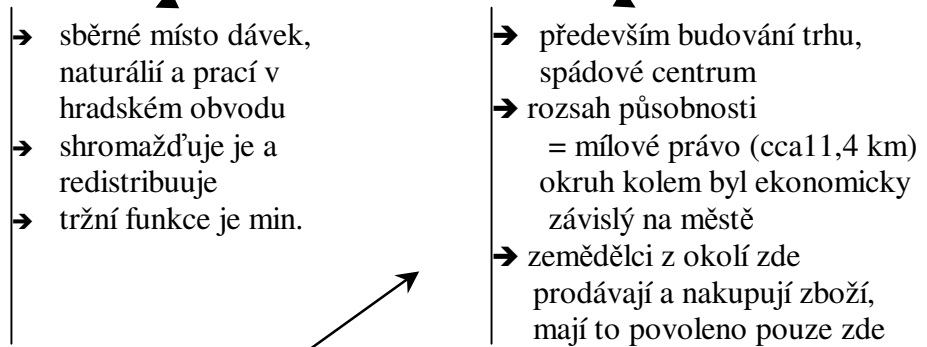 ➔ sběrné místo dávek,
naturálií a prací v
hradském obvodu
➔ shromažďuje je a
redistribuuje
➔ tržní funkce je min.
➔ především budování trhu,
spádové centrum
➔ rozsah působnosti
= mílové právo (cca11,4 km)
okruh kolem byl ekonomicky
závislý na městě
➔ zemědělci z okolí zde
prodávají a nakupují zboží,
mají to povoleno pouze zde